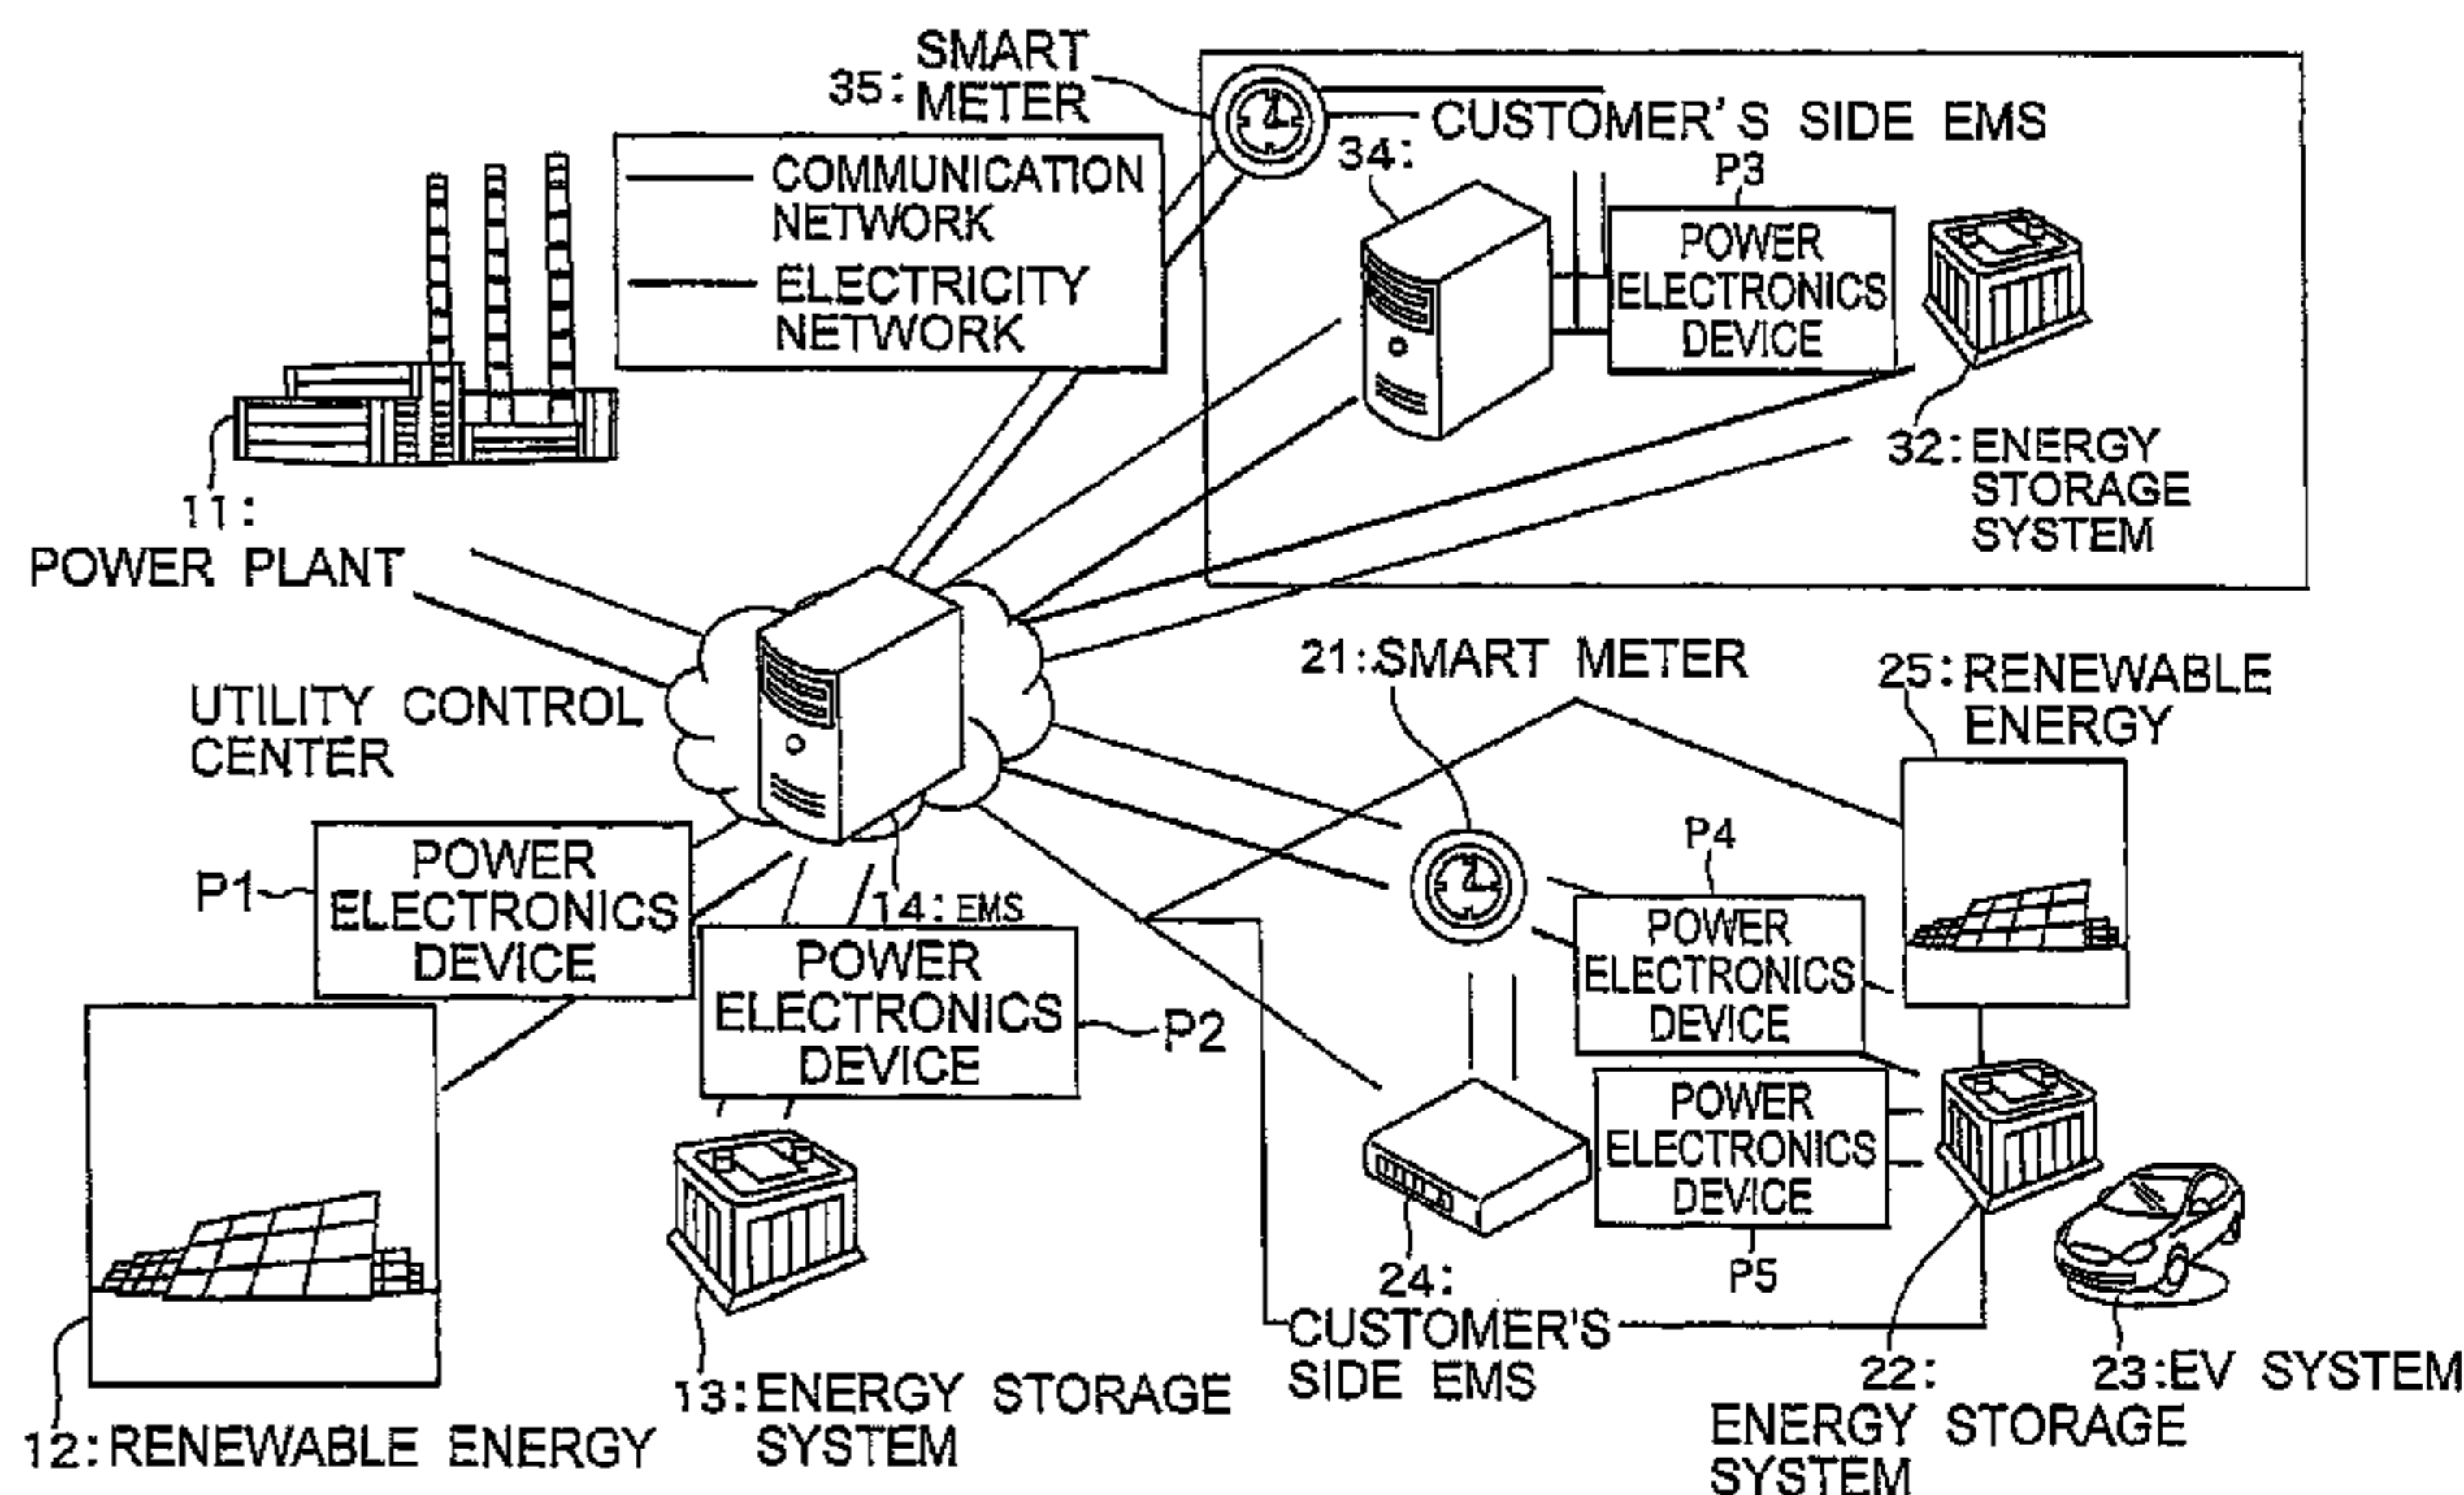 SMART
35: METER
CUSTOMER'S SIDE EMS
34:
P3
COMMUNICATION
NETWORK
ELECTRICITY
NETWORK
POWER
ELECTRONICS
DEVICE
32: ENERGY
STORAGE
SYSTEM
11:
POWER PLANT
UTILITY CONTROL
CENTER
21: SMART METER
25: RENEWABLE
ENERGY
P1
POWER
ELECTRONICS
DEVICE
14: EMS
POWER
ELECTRONICS
DEVICE
P2
P4
POWER
ELECTRONICS
DEVICE
POWER
ELECTRONICS
DEVICE
P5
24:
CUSTOMER'S
SIDE EMS
12: RENEWABLE ENERGY
13: ENERGY STORAGE
SYSTEM
22:
ENERGY STORAGE
SYSTEM
23: EV SYSTEM